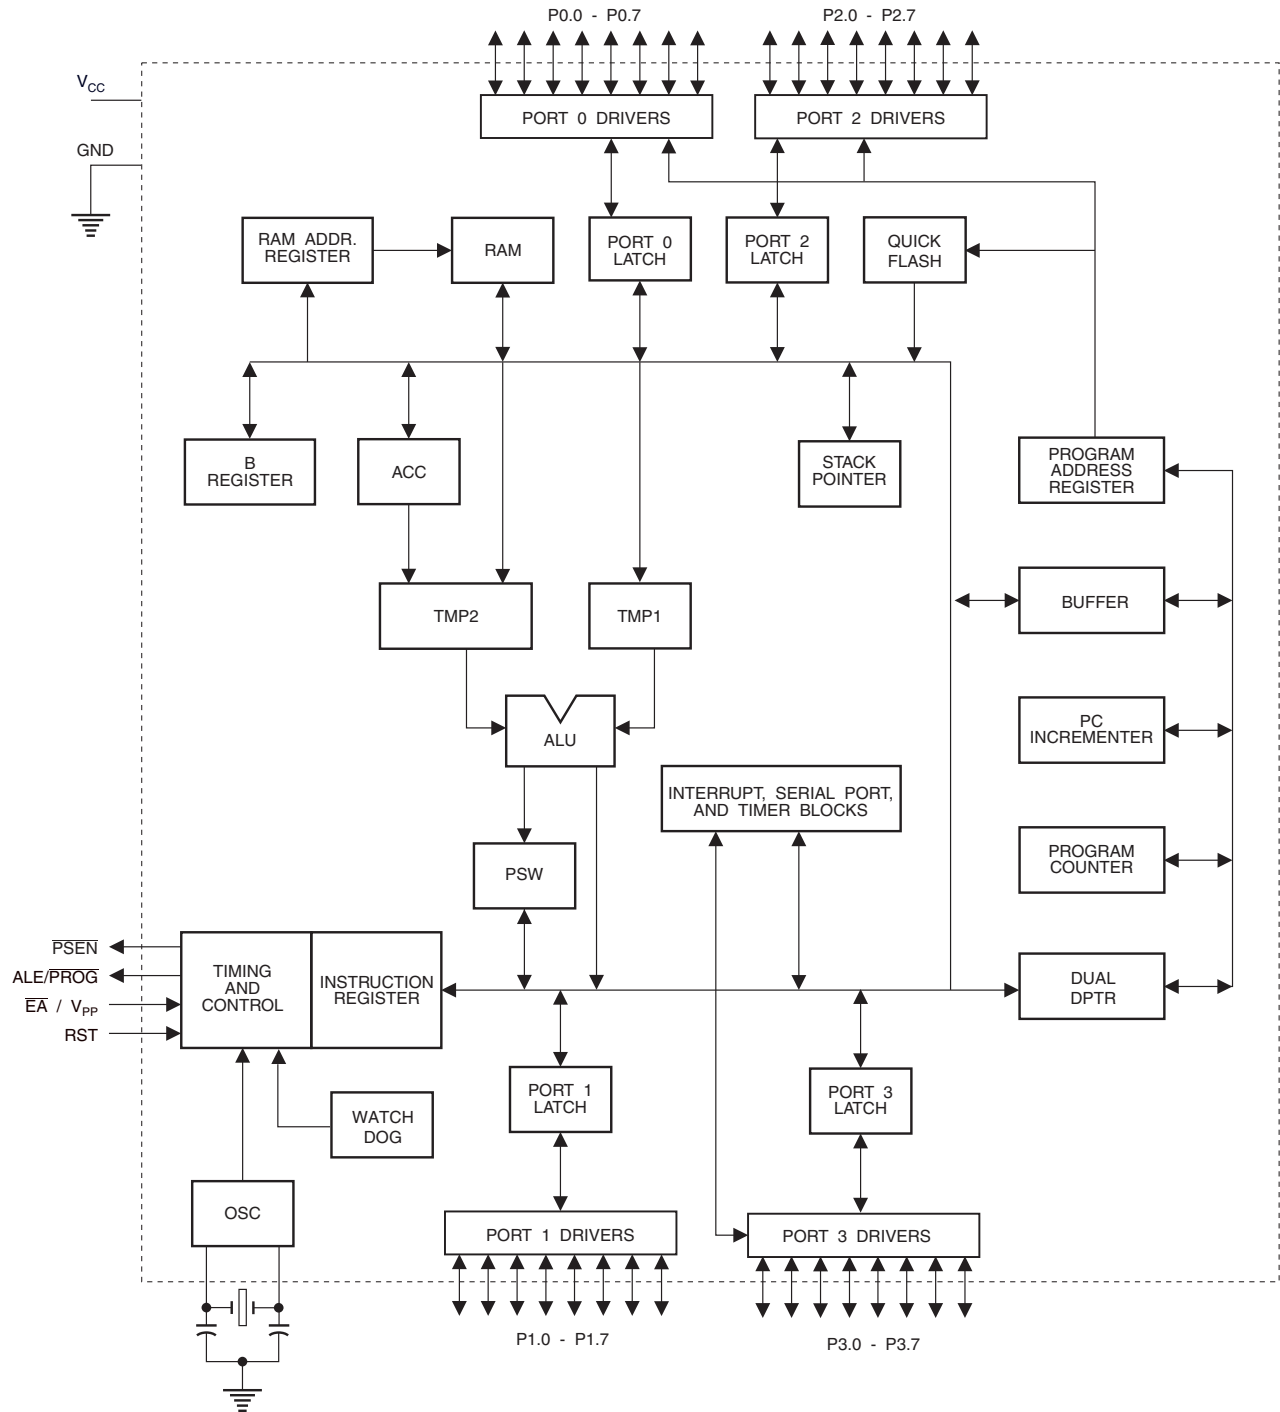 P0.0 - P0.7
P2.0 - P2.7
VCC
GND
PORT 0 DRIVERS
PORT 2 DRIVERS
RAM ADDR.
REGISTER
RAM
PORT 0
LATCH
PORT 2
LATCH
QUICK
FLASH
B
REGISTER
ACC
STACK
POINTER
PROGRAM
ADDRESS
REGISTER
TMP2
TMP1
BUFFER
ALU
PC
INCREMENTER
INTERRUPT, SERIAL PORT,
AND TIMER BLOCKS
PSW
PROGRAM
COUNTER
PSEN
ALE/PROG
EA / VPP
RST
TIMING
AND
CONTROL
INSTRUCTION
REGISTER
DUAL
DPTR
WATCH
DOG
PORT 1
LATCH
PORT 3
LATCH
OSC
PORT 1 DRIVERS
PORT 3 DRIVERS
P1.0 - P1.7
P3.0 - P3.7